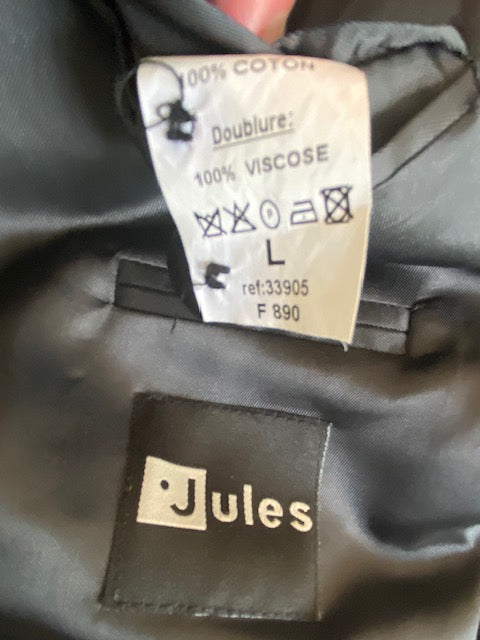 100% COTON
Doublure:
100% VISCOSE
L
ref:33905
F 890
Jules